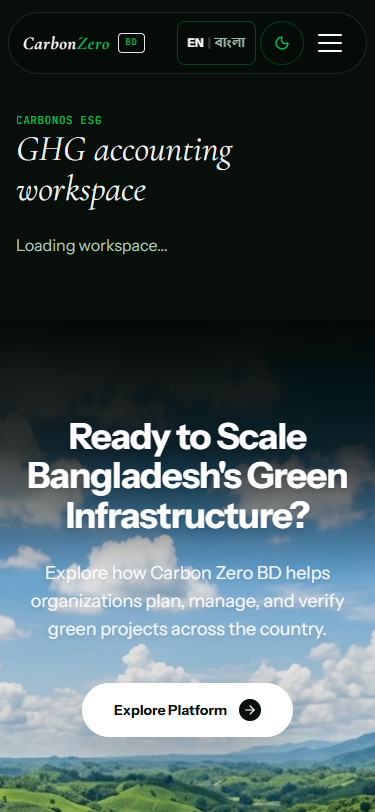 CarbonZero BD EN | বাংলা
CARBONOS ESG
GHG accounting
workspace
Loading workspace...
Ready to Scale
Bangladesh's Green
Infrastructure?
Explore how Carbon Zero BD helps
organizations plan, manage, and verify
green projects across the country.
Explore Platform